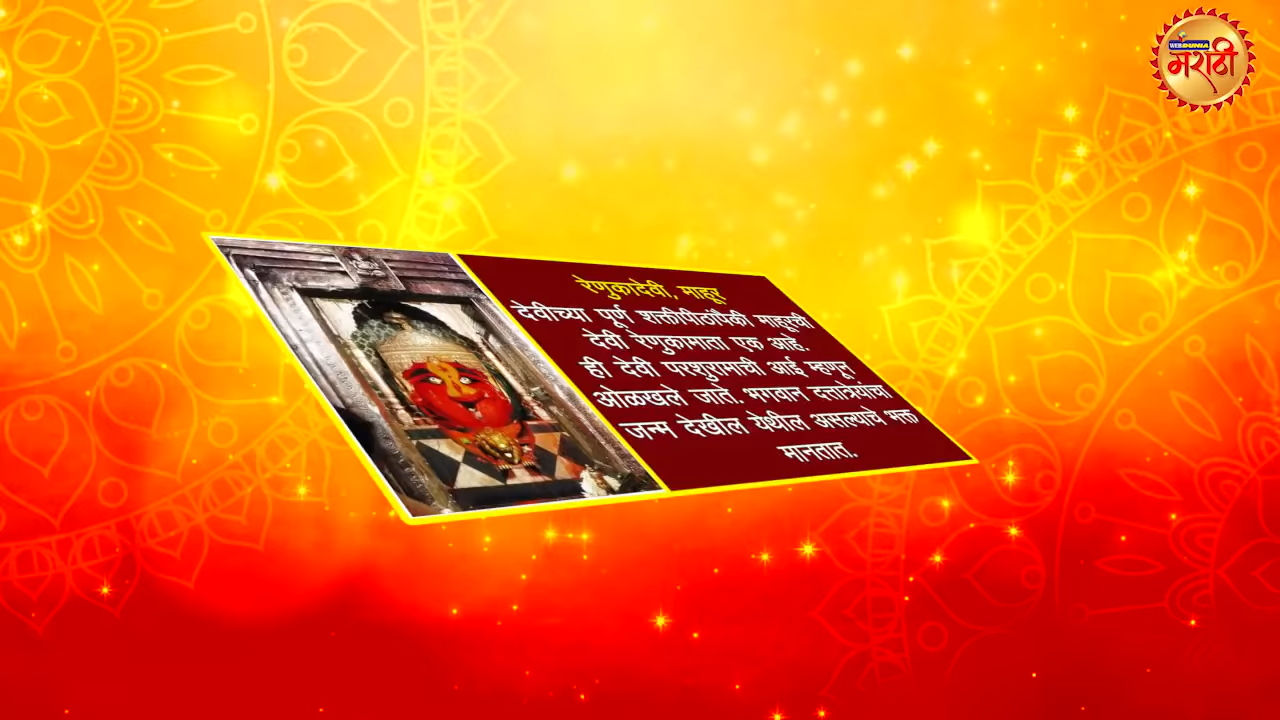 WEBDUNIA
मराठी
रेणुकादेवी, माहूर
देवीच्या पूर्ण शक्तीपीठांपैकी माहूरची
देवी रेणुकामाता एक आहे.
ही देवी परशुरामाची आई म्हणून
ओळखले जाते. भगवान दत्तात्रेयांचा
जन्म देखील येथील असल्याचे भक्त
मानतात.